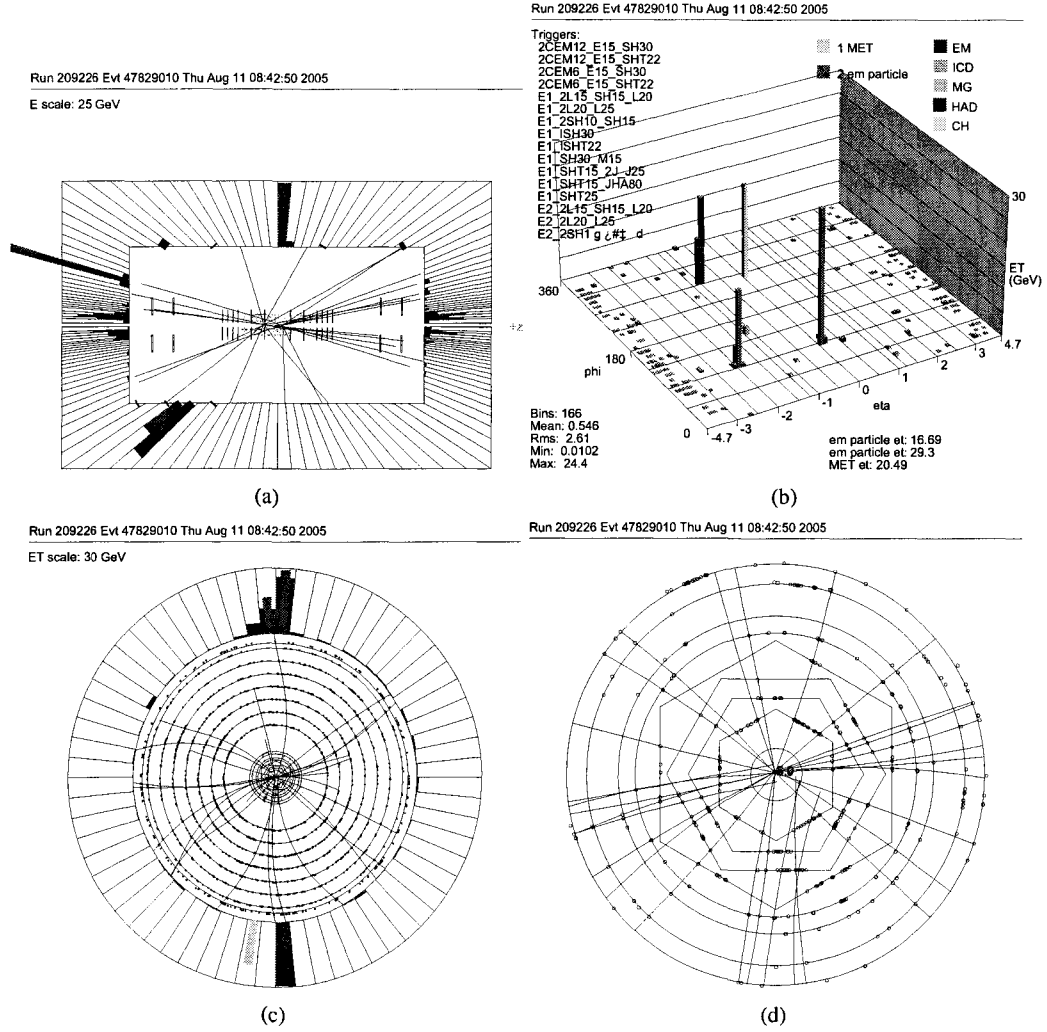 Run 209226 Evt 47829010 Thu Aug 11 08:42:50 2005
E scale: 25 GeV
+z
(a)
Run 209226 Evt 47829010 Thu Aug 11 08:42:50 2005
Triggers:
2CEM12_E15_SH30
2CEM12_E15_SHT22
2CEM6_E15_SH30
2CEM6_E15_SHT22
E1_2L15_SH15_L20
E1_2L20_L25
E1_2SH10_SH15
E1_ISH30
E1_ISHT22
E1_SH30_M15
E1_SHT15_2J_J25
E1_SHT15_JHA80
E1_SHT25
E2_2L15_SH15_L20
E2_2L20_L25
E2_2SH1 g ¿#‡ d
1 MET
2 em particle
EM
ICD
MG
HAD
CH
30
ET
(GeV)
360
180
phi
0
-4.7
-3
-2
-1
0
1
2
3
4.7
eta
Bins: 166
Mean: 0.546
Rms: 2.61
Min: 0.0102
Max: 24.4
em particle et: 16.69
em particle et: 29.3
MET et: 20.49
(b)
Run 209226 Evt 47829010 Thu Aug 11 08:42:50 2005
ET scale: 30 GeV
(c)
Run 209226 Evt 47829010 Thu Aug 11 08:42:50 2005
(d)